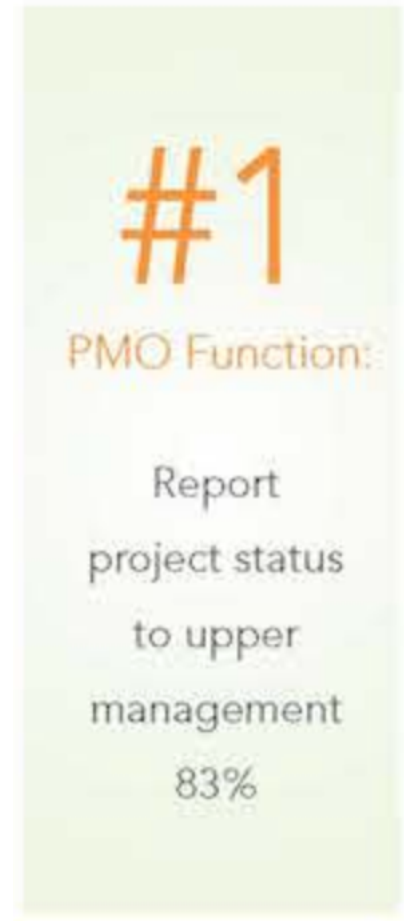 #1
PMO Function:
Report
project status
to upper
management
83%